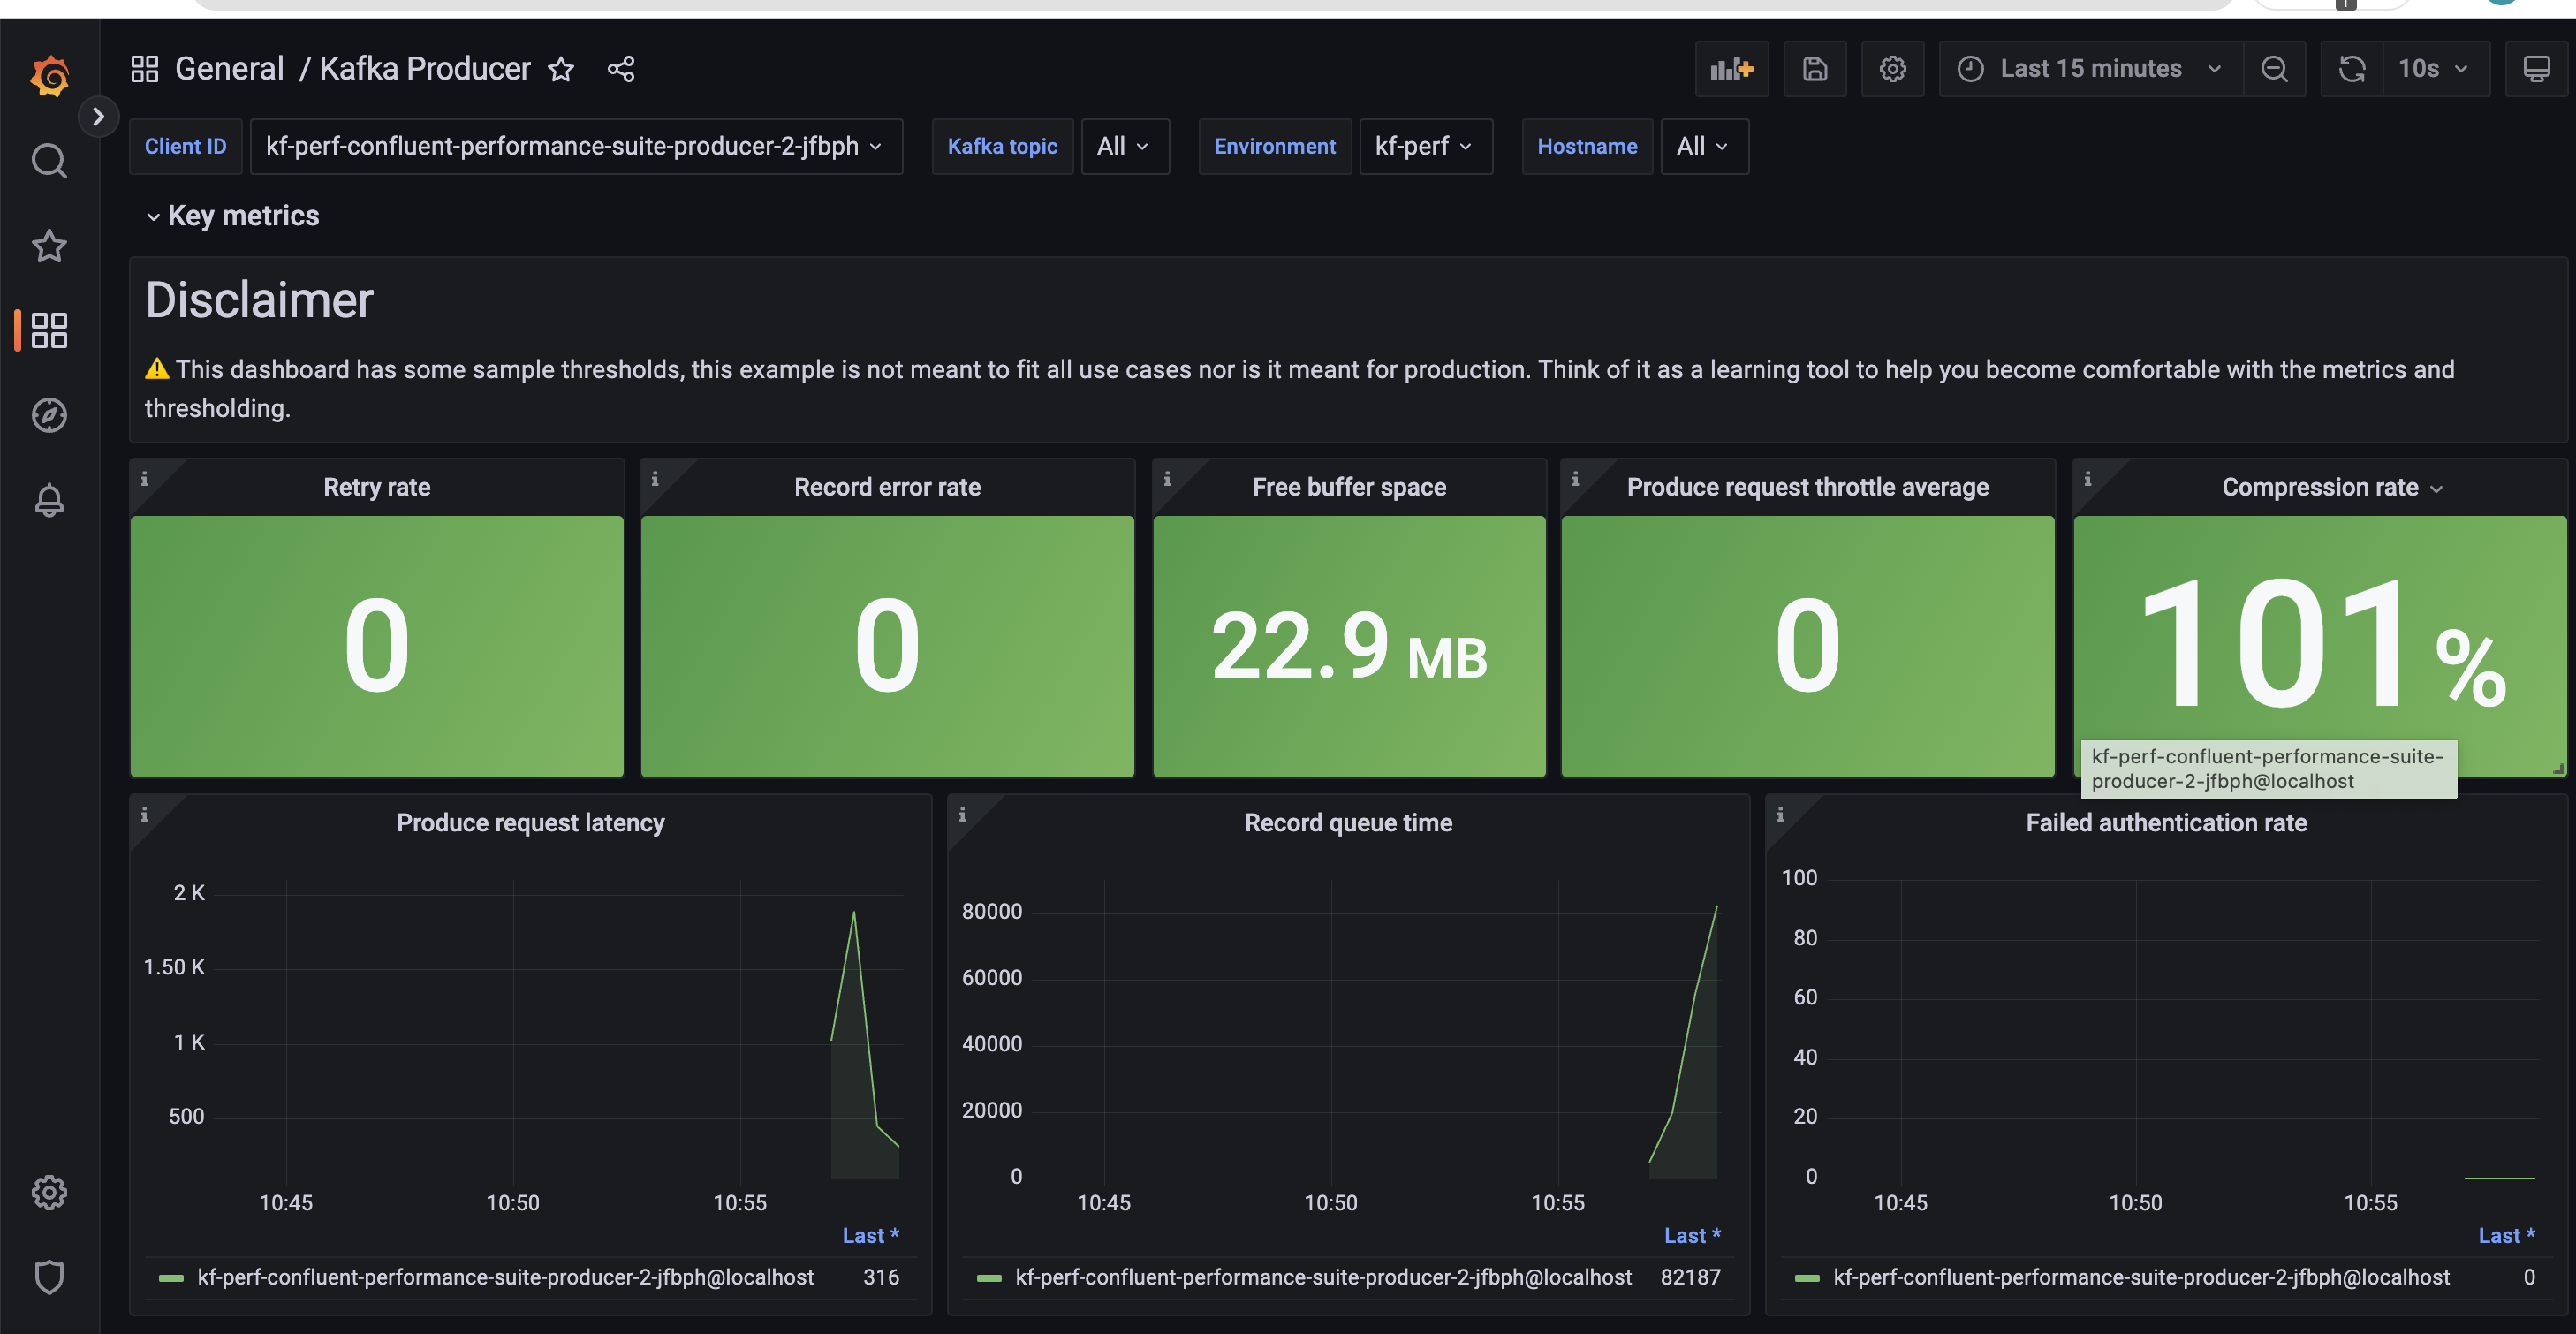 General / Kafka Producer
Last 15 minutes
10s
Client ID
kf-perf-confluent-performance-suite-producer-2-jfbph
Kafka topic
All
Environment
kf-perf
Hostname
All
Key metrics
Disclaimer
⚠️ This dashboard has some sample thresholds, this example is not meant to fit all use cases nor is it meant for production. Think of it as a learning tool to help you become comfortable with the metrics and
thresholding.
Retry rate
0
Record error rate
0
Free buffer space
22.9 MB
Produce request throttle average
0
Compression rate
101%
kf-perf-confluent-performance-suite-
producer-2-jfbph@localhost
Produce request latency
2 K
1.50 K
1 K
500
10:45
10:50
10:55
Last *
kf-perf-confluent-performance-suite-producer-2-jfbph@localhost 316
Record queue time
80000
60000
40000
20000
0
10:45
10:50
10:55
Last *
kf-perf-confluent-performance-suite-producer-2-jfbph@localhost 82187
Failed authentication rate
100
80
60
40
20
0
10:45
10:50
10:55
Last *
kf-perf-confluent-performance-suite-producer-2-jfbph@localhost 0